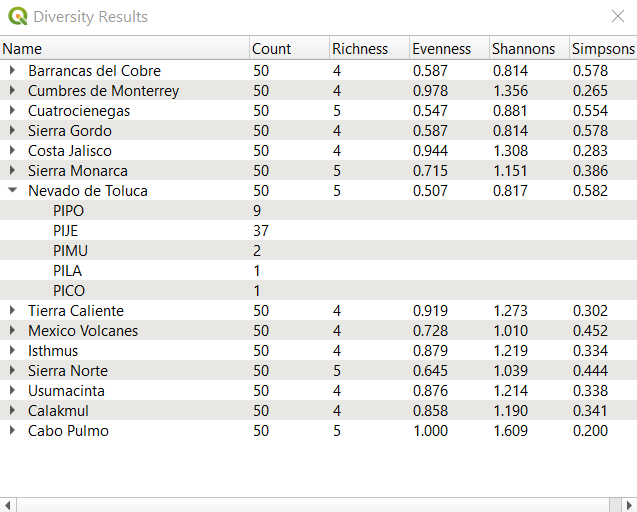 Diversity Results
Name Count Richness Evenness Shannons Simpsons
Barrancas del Cobre 50 4 0.587 0.814 0.578
Cumbres de Monterrey 50 4 0.978 1.356 0.265
Cuatrocienegas 50 5 0.547 0.881 0.554
Sierra Gordo 50 4 0.587 0.814 0.578
Costa Jalisco 50 4 0.944 1.308 0.283
Sierra Monarca 50 5 0.715 1.151 0.386
Nevado de Toluca 50 5 0.507 0.817 0.582
PIPO 9
PIJE 37
PIMU 2
PILA 1
PICO 1
Tierra Caliente 50 4 0.919 1.273 0.302
Mexico Volcanes 50 4 0.728 1.010 0.452
Isthmus 50 4 0.879 1.219 0.334
Sierra Norte 50 5 0.645 1.039 0.444
Usumacinta 50 4 0.876 1.214 0.338
Calakmul 50 4 0.858 1.190 0.341
Cabo Pulmo 50 5 1.000 1.609 0.200